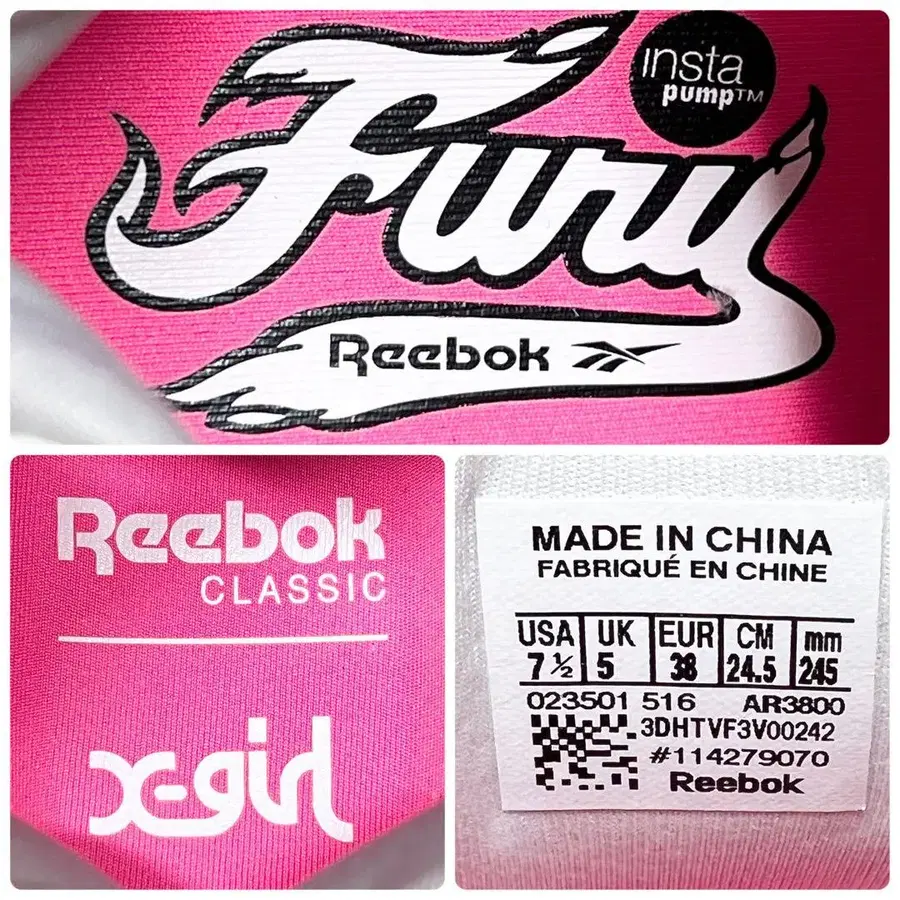 insta
pump™
Fury
Reebok
Reebok
CLASSIC
x-girl
MADE IN CHINA
FABRIQUÉ EN CHINE
USA UK EUR CM mm
7 ½ 5 38 24.5 245
023501 516 AR3800
3DHTVF3V00242
#114279070
Reebok